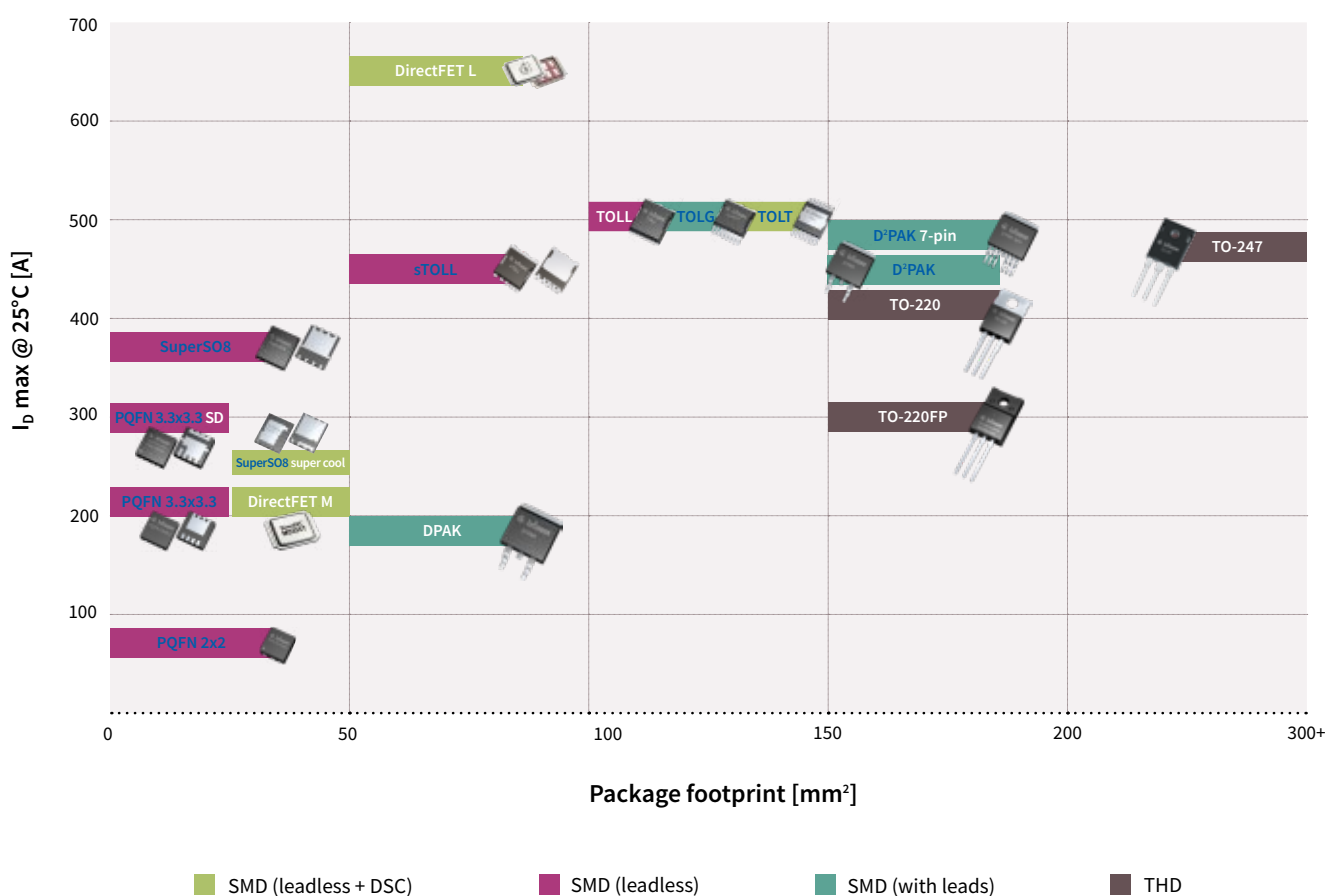 700
DirectFET L
600
500
TOLL
TOLG
TOLT
D²PAK 7-pin
TO-247
sTOLL
D²PAK
TO-220
400
SuperSO8
300
PQFN 3.3x3.3 SD
TO-220FP
SuperSO8 super cool
PQFN 3.3x3.3
DirectFET M
200
DPAK
100
PQFN 2x2
I_D max @ 25°C [A]
0 50 100 150 200 300+
Package footprint [mm²]
SMD (leadless + DSC) SMD (leadless) SMD (with leads) THD